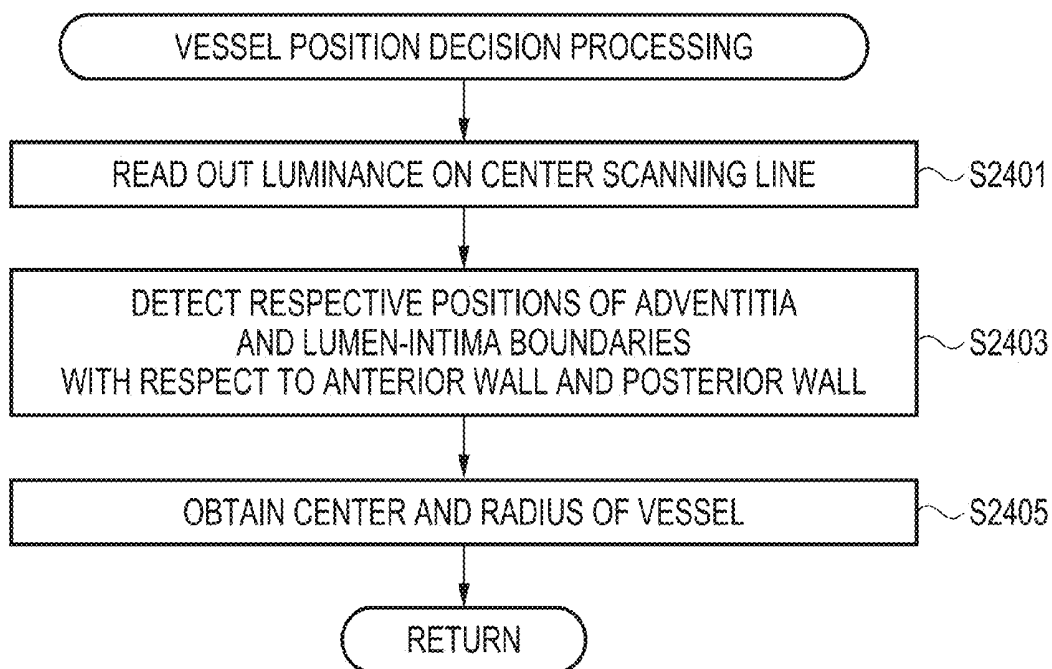 VESSEL POSITION DECISION PROCESSING
READ OUT LUMINANCE ON CENTER SCANNING LINE
S2401
DETECT RESPECTIVE POSITIONS OF ADVENTITIA
AND LUMEN-INTIMA BOUNDARIES
S2403
WITH RESPECT TO ANTERIOR WALL AND POSTERIOR WALL
OBTAIN CENTER AND RADIUS OF VESSEL
S2405
RETURN